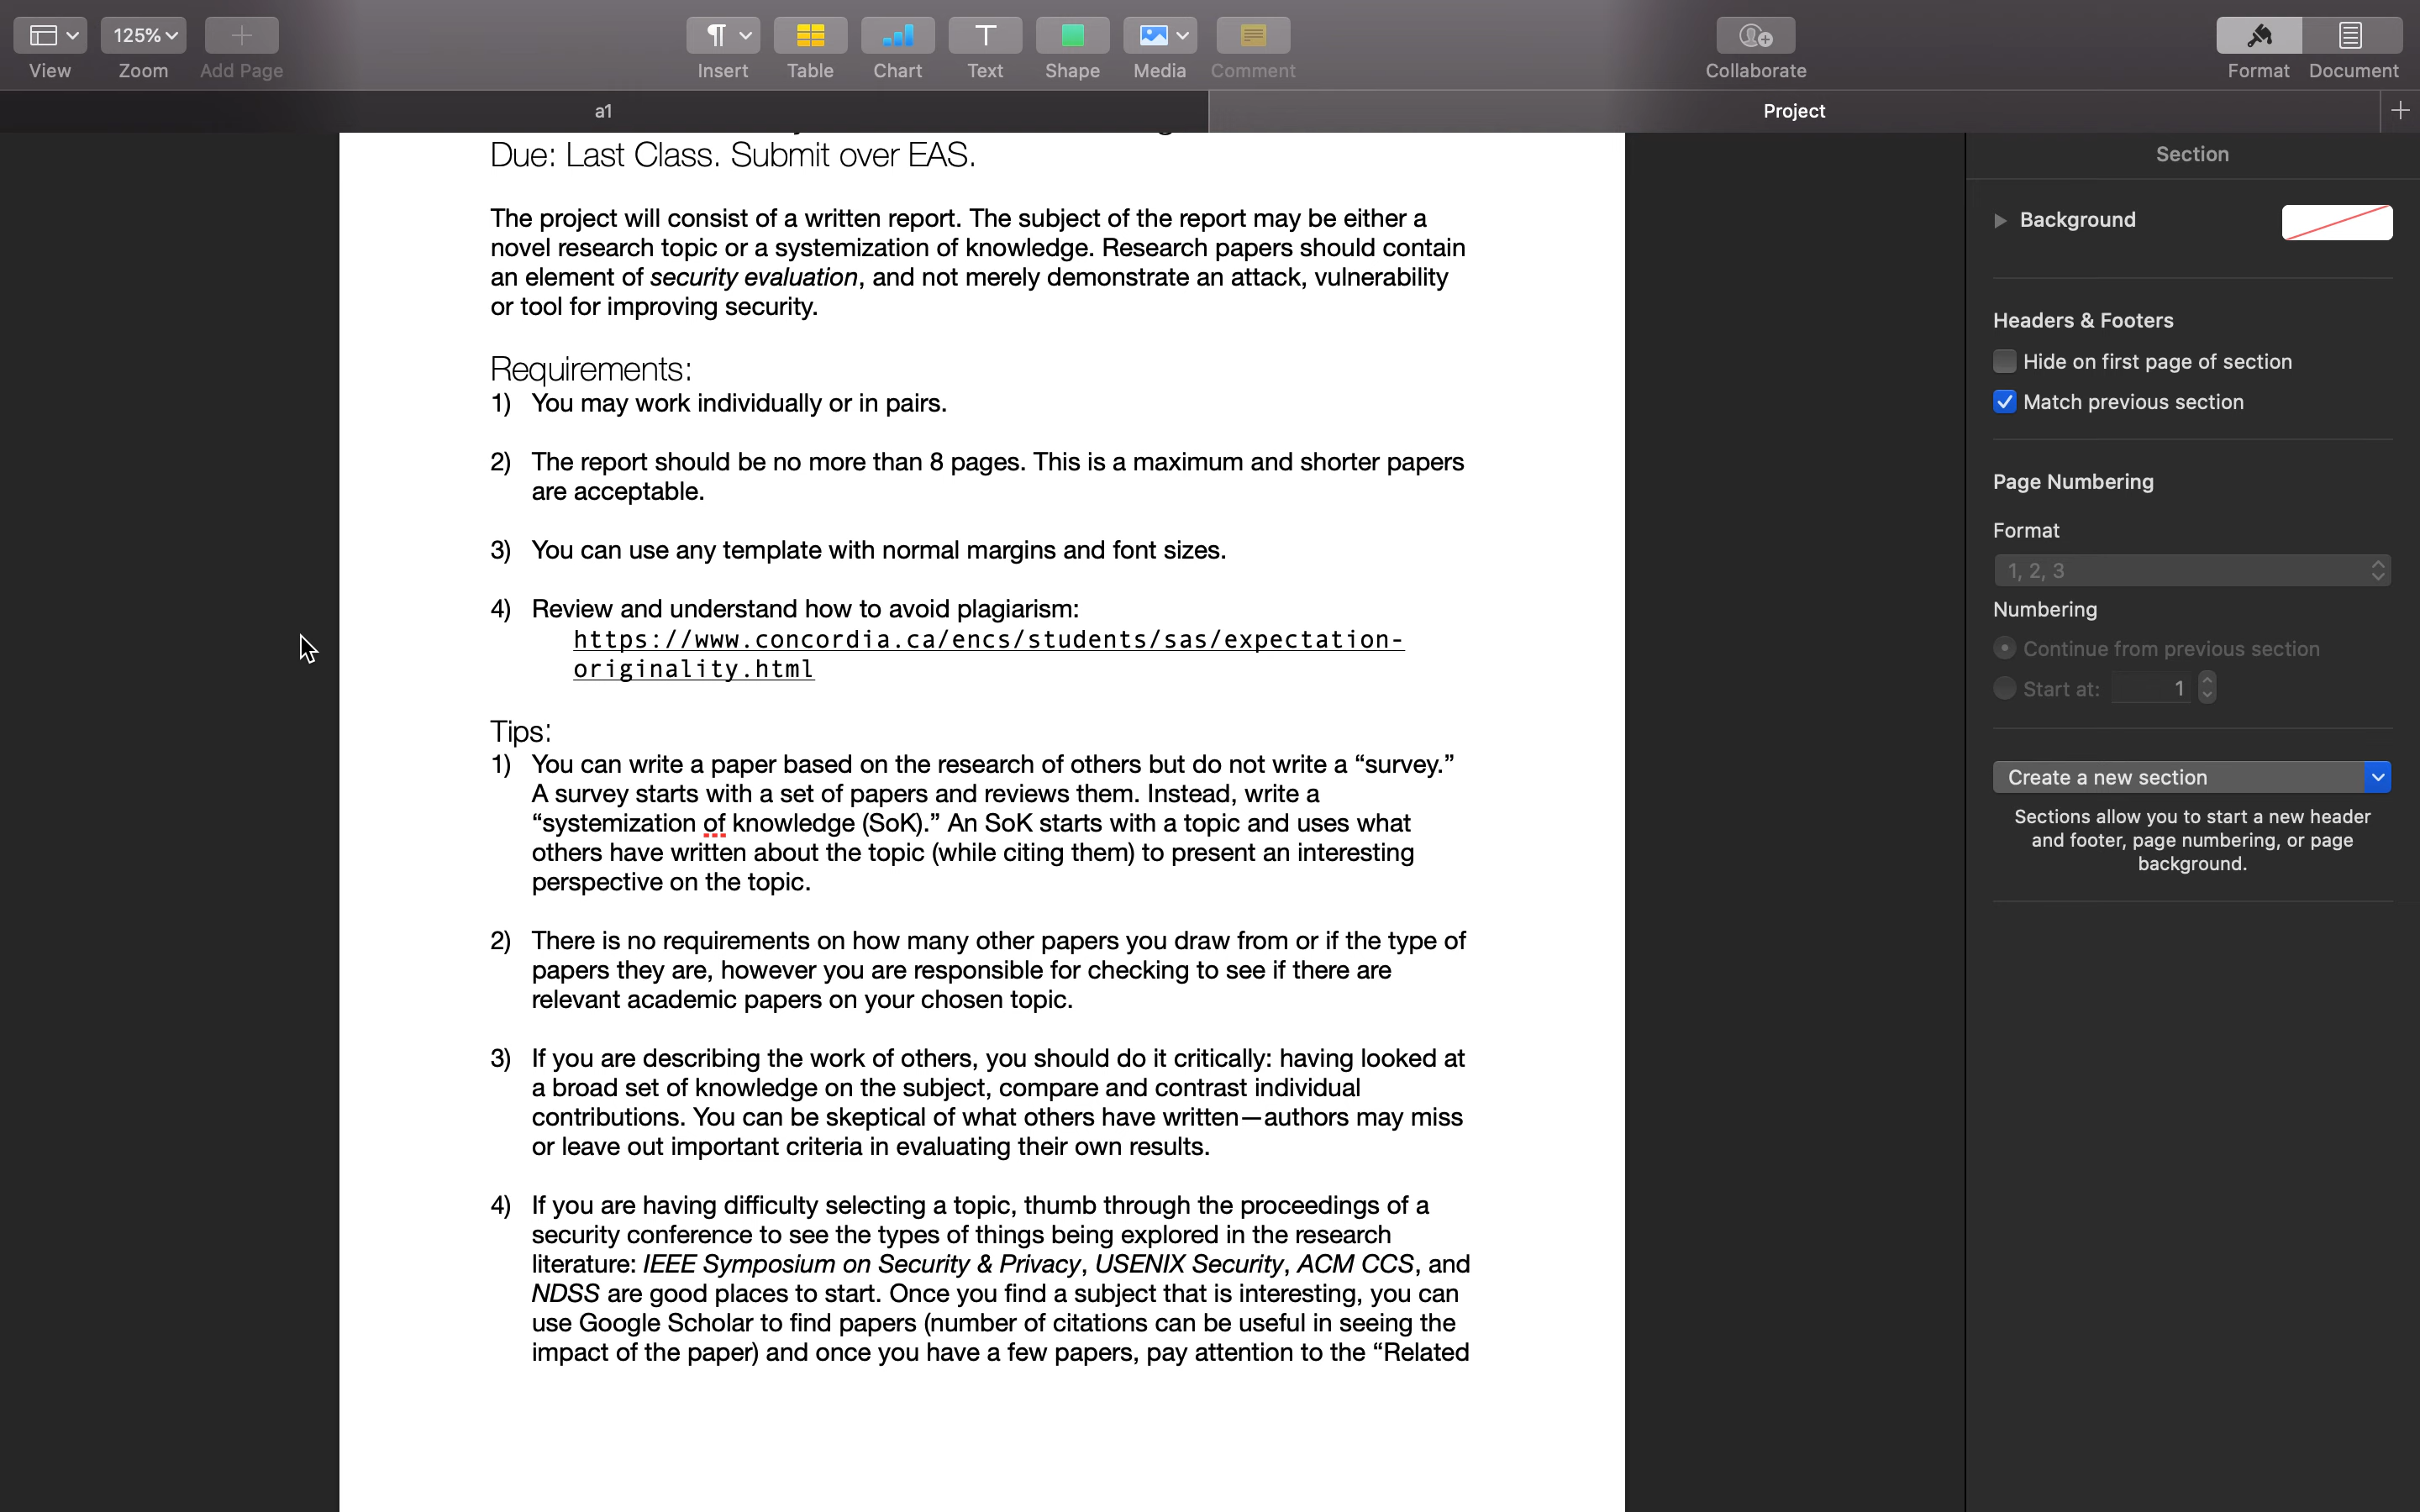 125%
View
Zoom
Add Page
Insert
Table
Chart
Text
Shape
Media
Comment
Collaborate
Format
Document
a1
Project
Due: Last Class. Submit over EAS.
The project will consist of a written report. The subject of the report may be either a
novel research topic or a systemization of knowledge. Research papers should contain
an element of security evaluation, and not merely demonstrate an attack, vulnerability
or tool for improving security.
Requirements:
1) You may work individually or in pairs.
2) The report should be no more than 8 pages. This is a maximum and shorter papers
are acceptable.
3) You can use any template with normal margins and font sizes.
4) Review and understand how to avoid plagiarism:
https://www.concordia.ca/encs/students/sas/expectation-
originality.html
Tips:
1) You can write a paper based on the research of others but do not write a “survey.”
A survey starts with a set of papers and reviews them. Instead, write a
“systemization of knowledge (SoK).” An SoK starts with a topic and uses what
others have written about the topic (while citing them) to present an interesting
perspective on the topic.
2) There is no requirements on how many other papers you draw from or if the type of
papers they are, however you are responsible for checking to see if there are
relevant academic papers on your chosen topic.
3) If you are describing the work of others, you should do it critically: having looked at
a broad set of knowledge on the subject, compare and contrast individual
contributions. You can be skeptical of what others have written—authors may miss
or leave out important criteria in evaluating their own results.
4) If you are having difficulty selecting a topic, thumb through the proceedings of a
security conference to see the types of things being explored in the research
literature: IEEE Symposium on Security & Privacy, USENIX Security, ACM CCS, and
NDSS are good places to start. Once you find a subject that is interesting, you can
use Google Scholar to find papers (number of citations can be useful in seeing the
impact of the paper) and once you have a few papers, pay attention to the “Related
Section
Background
Headers & Footers
Hide on first page of section
Match previous section
Page Numbering
Format
1, 2, 3
Numbering
Continue from previous section
Start at: 1
Create a new section
Sections allow you to start a new header
and footer, page numbering, or page
background.